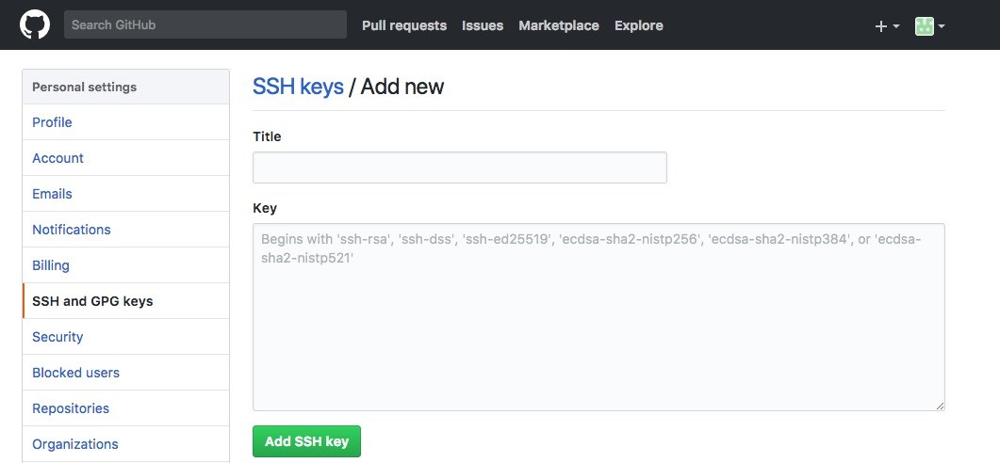 Search GitHub Pull requests Issues Marketplace Explore
Personal settings
Profile
Account
Emails
Notifications
Billing
SSH and GPG keys
Security
Blocked users
Repositories
Organizations
SSH keys / Add new
Title
Key
Begins with 'ssh-rsa', 'ssh-dss', 'ssh-ed25519', 'ecdsa-sha2-nistp256', 'ecdsa-sha2-nistp384', or 'ecdsa-
sha2-nistp521'
Add SSH key